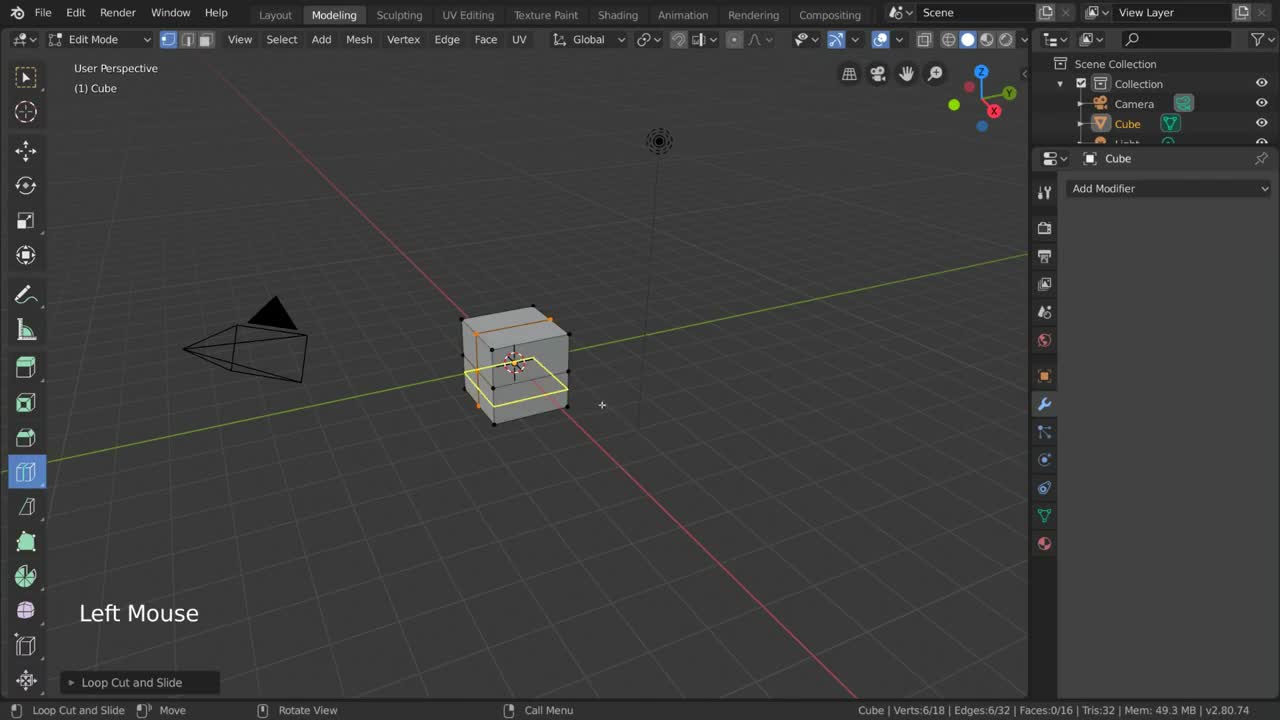 File Edit Render Window Help Layout Modeling Sculpting UV Editing Texture Paint Shading Animation Rendering Compositing Scene View Layer
Edit Mode View Select Add Mesh Vertex Edge Face UV Global
User Perspective
(1) Cube
Z
Y
X
Scene Collection
Collection
Camera
Cube
Light
Cube
Add Modifier
Left Mouse
Loop Cut and Slide
Loop Cut and Slide Move Rotate View Call Menu Cube | Verts:6/18 | Edges:6/32 | Faces:0/16 | Tris:32 | Mem: 49.3 MB | v2.80.74